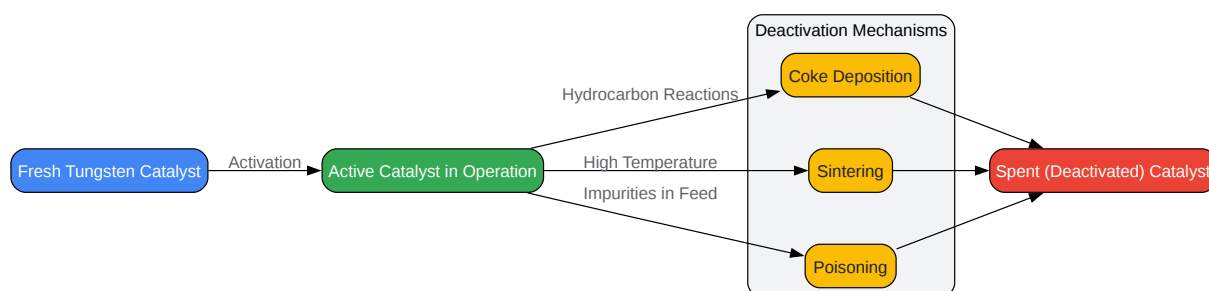 Deactivation Mechanisms
Coke Deposition
Hydrocarbon Reactions
Fresh Tungsten Catalyst
Activation
Active Catalyst in Operation
High Temperature
Sintering
Spent (Deactivated) Catalyst
Impurities in Feed
Poisoning